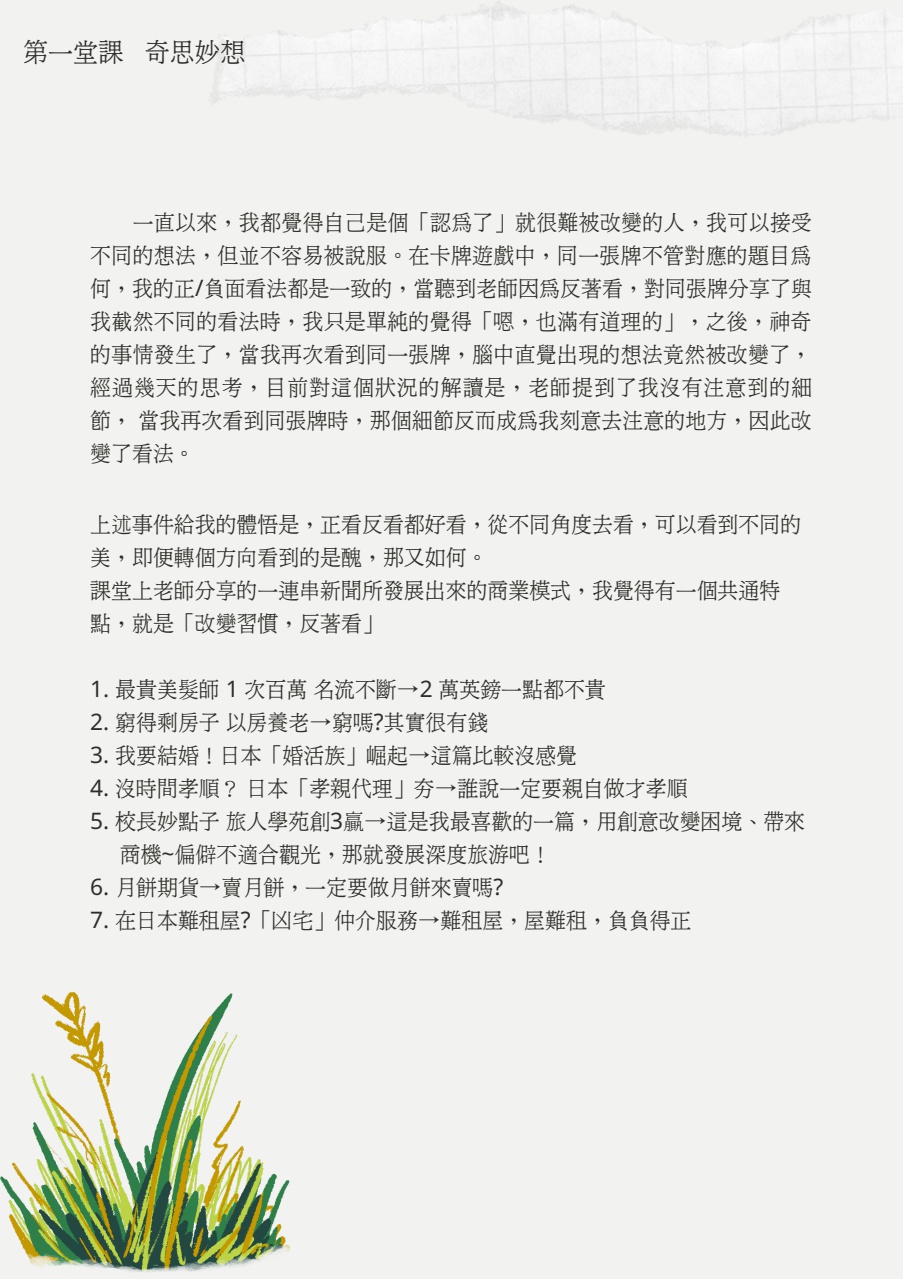 第一堂課 奇思妙想
一直以來，我都覺得自己是個「認爲了」就很難被改變的人，我可以接受
不同的想法，但並不容易被說服。在卡牌遊戲中，同一張牌不管對應的題目爲
何，我的正/負面看法都是一致的，當聽到老師因爲反著看，對同張牌分享了與
我截然不同的看法時，我只是單純的覺得「嗯，也滿有道理的」，之後，神奇
的事情發生了，當我再次看到同一張牌，腦中直覺出現的想法竟然被改變了，
經過幾天的思考，目前對這個狀況的解讀是，老師提到了我沒有注意到的細
節， 當我再次看到同張牌時，那個細節反而成爲我刻意去注意的地方，因此改
變了看法。
上述事件給我的體悟是，正看反看都好看，從不同角度去看，可以看到不同的
美，即便轉個方向看到的是醜，那又如何。
課堂上老師分享的一連串新聞所發展出來的商業模式，我覺得有一個共通特
點，就是「改變習慣，反著看」
1. 最貴美髮師 1 次百萬 名流不斷→2 萬英鎊一點都不貴
2. 窮得剩房子 以房養老→窮嗎?其實很有錢
3. 我要結婚！日本「婚活族」崛起→這篇比較沒感覺
4. 沒時間孝順？ 日本「孝親代理」夯→誰說一定要親自做才孝順
5. 校長妙點子 旅人學苑創3贏→這是我最喜歡的一篇，用創意改變困境、帶來
商機~偏僻不適合觀光，那就發展深度旅游吧！
6. 月餅期貨→賣月餅，一定要做月餅來賣嗎?
7. 在日本難租屋?「凶宅」仲介服務→難租屋，屋難租，負負得正